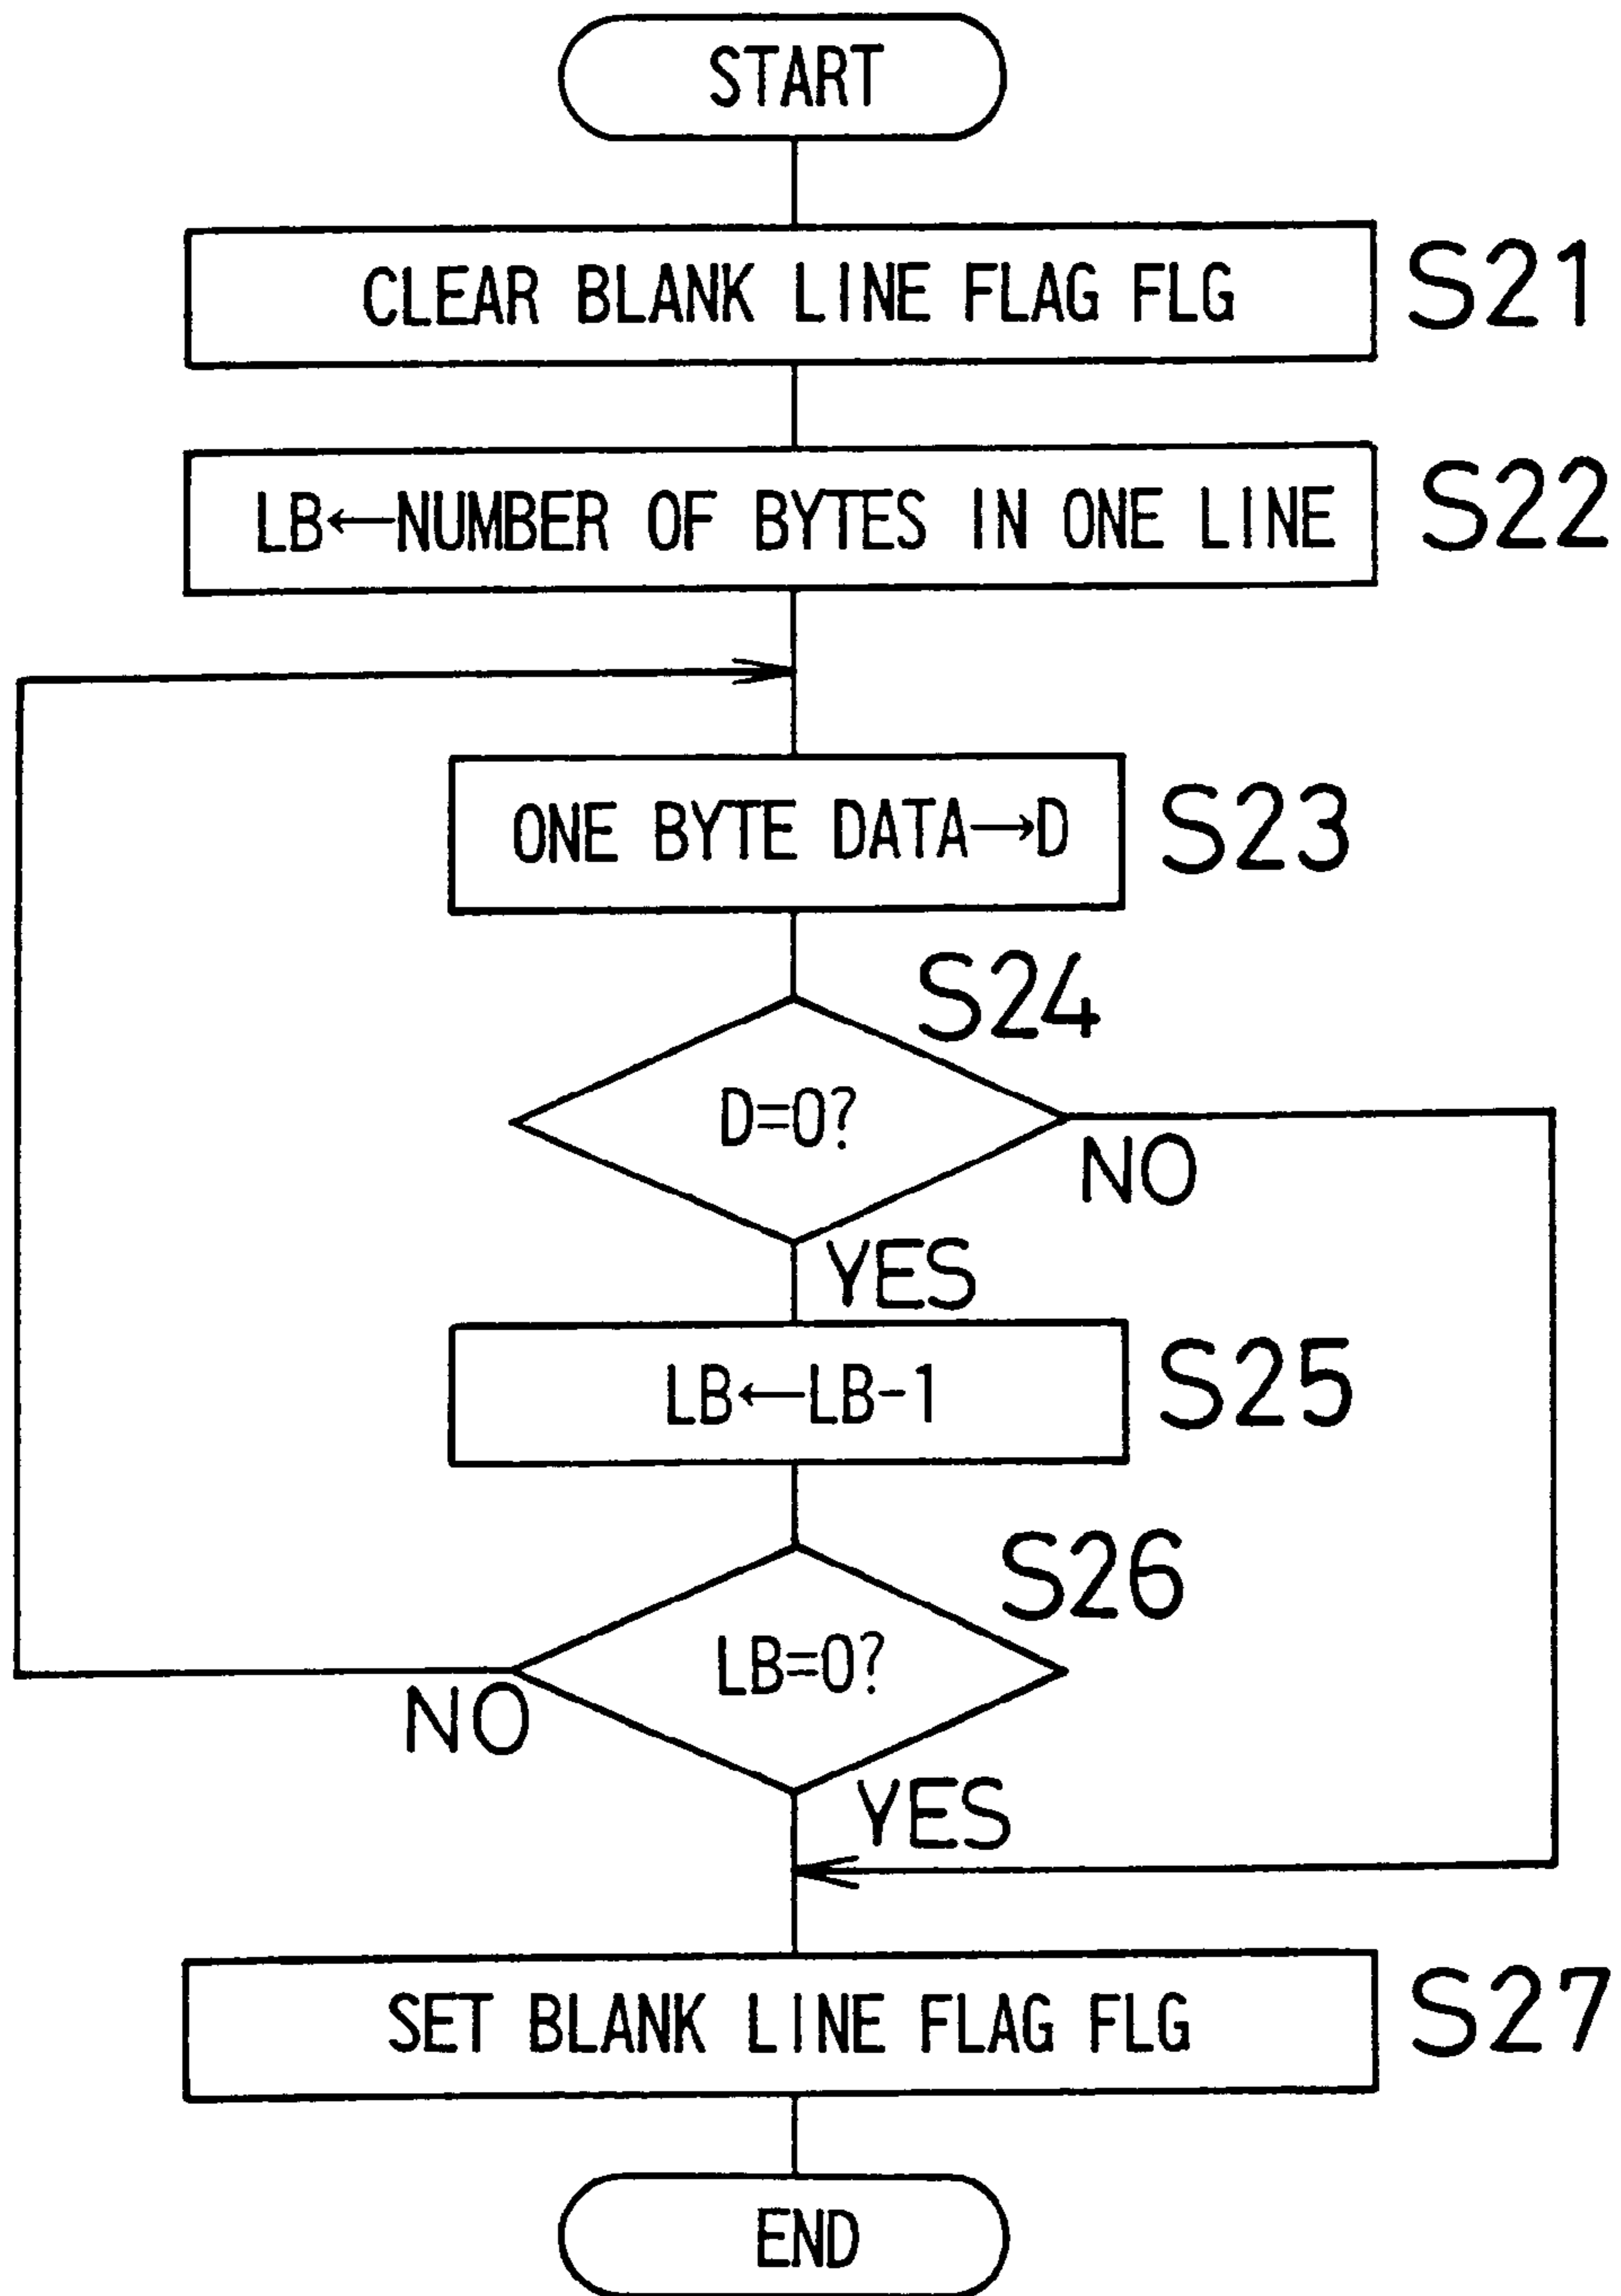 START
CLEAR BLANK LINE FLAG FLG
S21
LB←NUMBER OF BYTES IN ONE LINE
S22
ONE BYTE DATA→D
S23
S24
D=0?
NO
YES
LB←LB-1
S25
S26
LB=0?
NO
YES
SET BLANK LINE FLAG FLG
S27
END